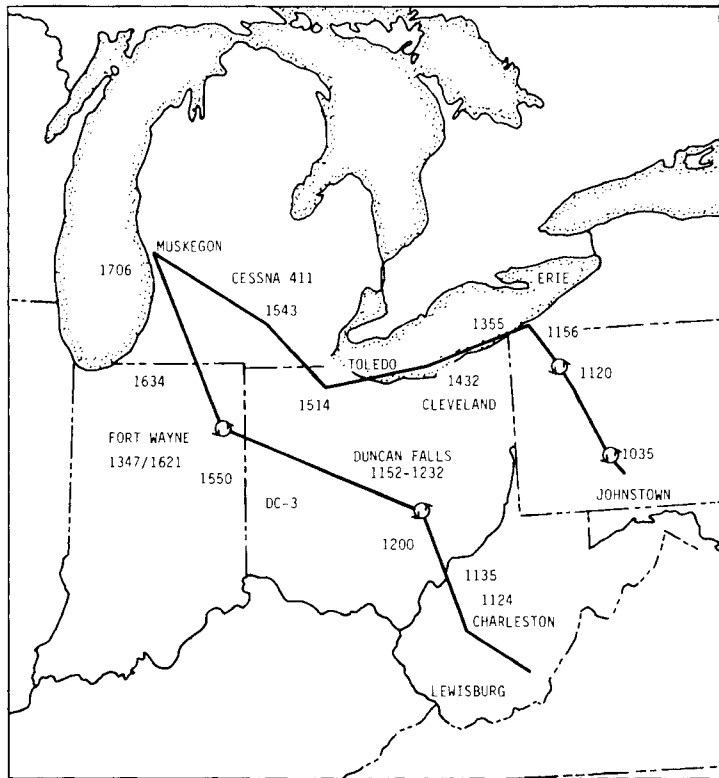 MUSKEGON
1706
CESSNA 411
1543
ERIE
1355
1156
TOLEDO
1634
1432
1120
1514
CLEVELAND
FORT WAYNE
1347/1621
DUNCAN FALLS
1152-1232
1035
1550
DC-3
JOHNSTOWN
1200
1135
1124
CHARLESTON
LEWISBURG